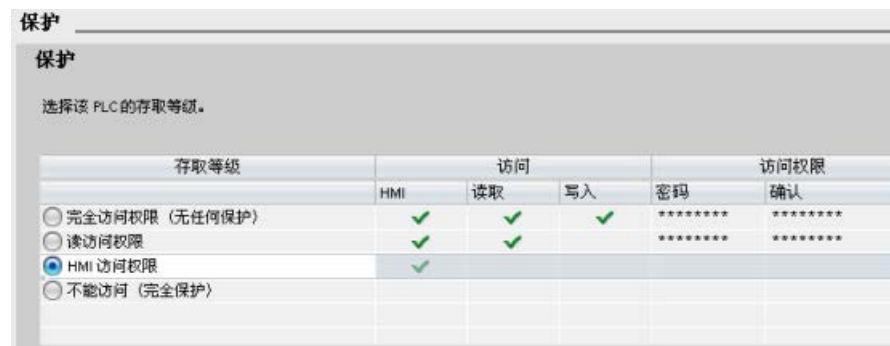 保护
保护
选择该 PLC的存取等级。
存取等级 访问 访问权限
HMI 读取 写入 密码 确认
完全访问权限（无任何保护） ******** ********
读访问权限 ******** ********
HMI 访问权限
不能访问（完全保护）